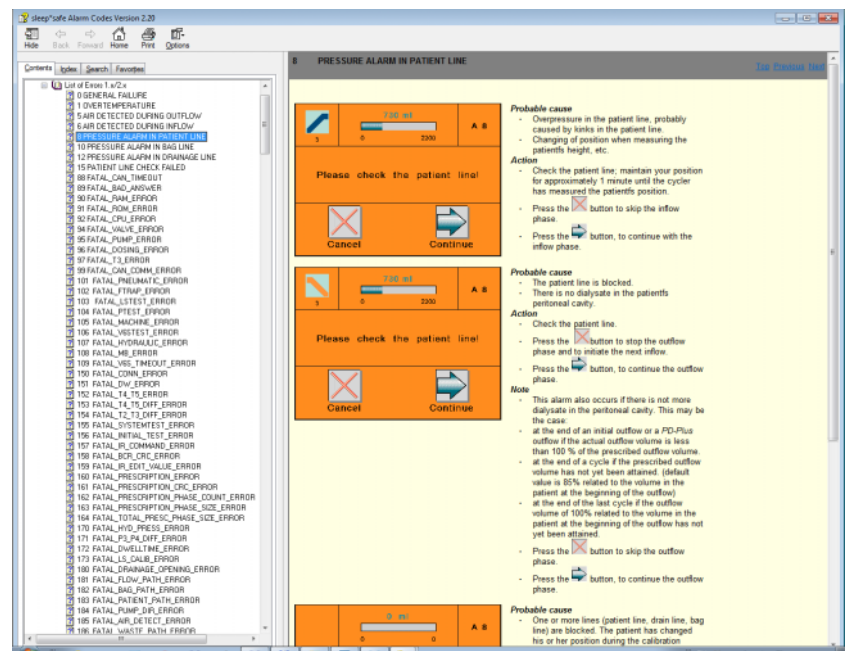 sleep*safe Alarm Codes Version 2.20
Hide Back Forward Home Print Options
Contents Index Search Favorites
List of Errors 1.x/2.x
0 GENERAL FAILURE
1 OVERTEMPERATURE
5 AIR DETECTED DURING OUTFLOW
6 AIR DETECTED DURING INFLOW
8 PRESSURE ALARM IN PATIENT LINE
10 PRESSURE ALARM IN BAG LINE
12 PRESSURE ALARM IN DRAINAGE LINE
15 PATIENT LINE CHECK FAILED
88 FATAL_CAN_TIMEOUT
89 FATAL_BAD_ANSWER
90 FATAL_RAM_ERROR
91 FATAL_ROM_ERROR
92 FATAL_CPU_ERROR
94 FATAL_VALVE_ERROR
95 FATAL_PUMP_ERROR
96 FATAL_DOSING_ERROR
97 FATAL_T3_ERROR
99 FATAL_CAN_COMM_ERROR
101 FATAL_PNEUMATIC_ERROR
102 FATAL_FTRAP_ERROR
103 FATAL_LSTEST_ERROR
104 FATAL_PTEST_ERROR
105 FATAL_MACHINE_ERROR
106 FATAL_V6STEST_ERROR
107 FATAL_HYDRAULIC_ERROR
108 FATAL_MB_ERROR
109 FATAL_V6S_TIMEOUT_ERROR
150 FATAL_CONN_ERROR
151 FATAL_DW_ERROR
152 FATAL_T4_T5_ERROR
153 FATAL_T4_T5_DIFF_ERROR
154 FATAL_T2_T3_DIFF_ERROR
155 FATAL_SYSTEMTEST_ERROR
156 FATAL_INITIAL_TEST_ERROR
157 FATAL_IR_COMMAND_ERROR
158 FATAL_BCR_CRC_ERROR
159 FATAL_IR_EDIT_VALUE_ERROR
160 FATAL_PRESCRIPTION_ERROR
161 FATAL_PRESCRIPTION_CRC_ERROR
162 FATAL_PRESCRIPTION_PHASE_COUNT_ERROR
163 FATAL_PRESCRIPTION_PHASE_SIZE_ERROR
164 FATAL_TOTAL_PRESC_PHASE_SIZE_ERROR
170 FATAL_HYD_PRESS_ERROR
171 FATAL_P3_P4_DIFF_ERROR
172 FATAL_DWELLTIME_ERROR
173 FATAL_LS_CALIB_ERROR
180 FATAL_DRAINAGE_OPENING_ERROR
181 FATAL_FLOW_PATH_ERROR
182 FATAL_BAG_PATH_ERROR
183 FATAL_PATIENT_PATH_ERROR
184 FATAL_PUMP_DIR_ERROR
185 FATAL_AIR_DETECT_ERROR
186 FATAL WASTE PATH ERROR
8 PRESSURE ALARM IN PATIENT LINE
Top Previous Next
730 ml
3 0 2300 A 8
Please check the patient line!
Cancel Continue
Probable cause
- Overpressure in the patient line, probably
caused by kinks in the patient line.
- Changing of position when measuring the
patientfs height, etc.
Action
- Check the patient line; maintain your position
for approximately 1 minute until the cycler
has measured the patientfs position.
- Press the button to skip the inflow
phase.
- Press the button, to continue with the
inflow phase.
730 ml
3 0 2300 A 8
Please check the patient line!
Cancel Continue
Probable cause
- The patient line is blocked.
- There is no dialysate in the patientfs
peritoneal cavity.
Action
- Check the patient line.
- Press the button to stop the outflow
phase and to initiate the next inflow.
- Press the button, to continue the outflow
phase.
Note
- This alarm also occurs if there is not more
dialysate in the peritoneal cavity. This may be
the case:
- at the end of an initial outflow or a PD-Plus
outflow if the actual outflow volume is less
than 100 % of the prescribed outflow volume.
- at the end of a cycle if the prescribed outflow
volume has not yet been attained. (default
value is 85% related to the volume in the
patient at the beginning of the outflow)
- at the end of the last cycle if the outflow
volume of 100% related to the volume in the
patient at the beginning of the outflow has not
yet been attained.
- Press the button to skip the outflow
phase.
- Press the button, to continue the outflow
phase.
0 ml
0 0 A 8
Probable cause
- One or more lines (patient line, drain line, bag
line) are blocked. The patient has changed
his or her position during the calibration